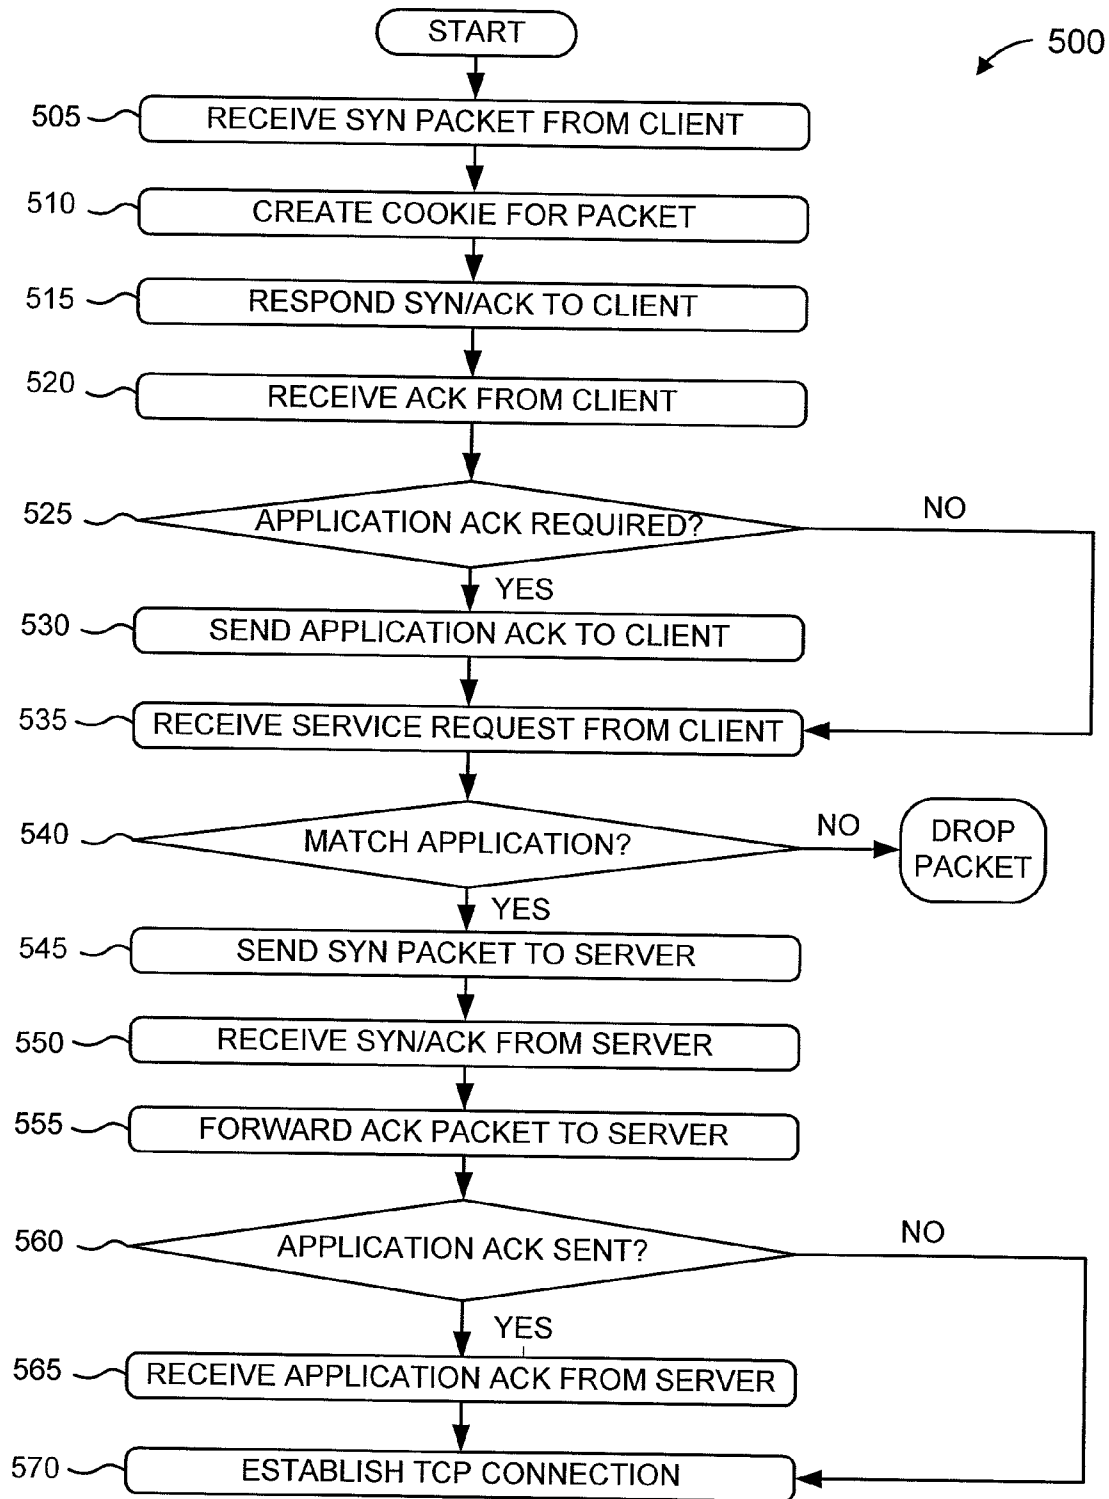 START
500
505
RECEIVE SYN PACKET FROM CLIENT
510
CREATE COOKIE FOR PACKET
515
RESPOND SYN/ACK TO CLIENT
520
RECEIVE ACK FROM CLIENT
525
APPLICATION ACK REQUIRED?
NO
YES
530
SEND APPLICATION ACK TO CLIENT
535
RECEIVE SERVICE REQUEST FROM CLIENT
540
MATCH APPLICATION?
NO
DROP
PACKET
YES
545
SEND SYN PACKET TO SERVER
550
RECEIVE SYN/ACK FROM SERVER
555
FORWARD ACK PACKET TO SERVER
560
APPLICATION ACK SENT?
NO
YES
565
RECEIVE APPLICATION ACK FROM SERVER
570
ESTABLISH TCP CONNECTION